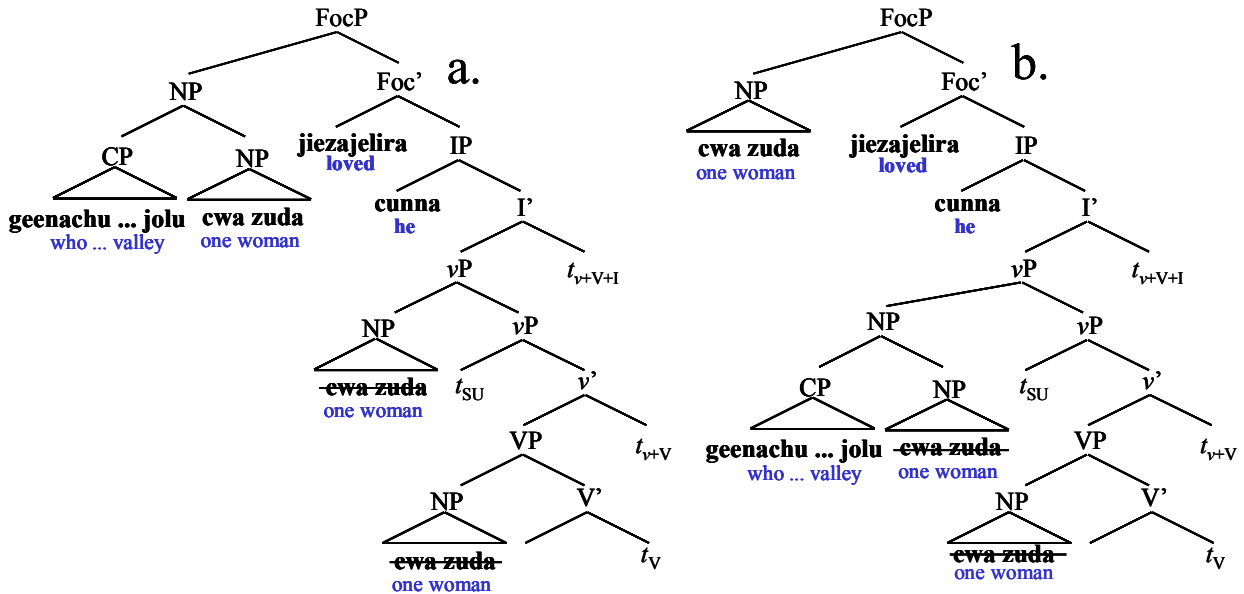 FocP
a.
NP
Foc’
CP
NP
jiezajelira
loved
IP
geenachu ... jolu
who ... valley
cwa zuda
one woman
cunna
he
I’
vP
tv+V+I
NP
vP
cwa zuda
one woman
tSU
v’
VP
tv+V
NP
V’
cwa zuda
one woman
tV
FocP
b.
NP
Foc’
cwa zuda
one woman
jiezajelira
loved
IP
cunna
he
I’
vP
tv+V+I
NP
vP
CP
NP
tSU
v’
geenachu ... jolu
who ... valley
cwa zuda
one woman
VP
tv+V
NP
V’
cwa zuda
one woman
tV